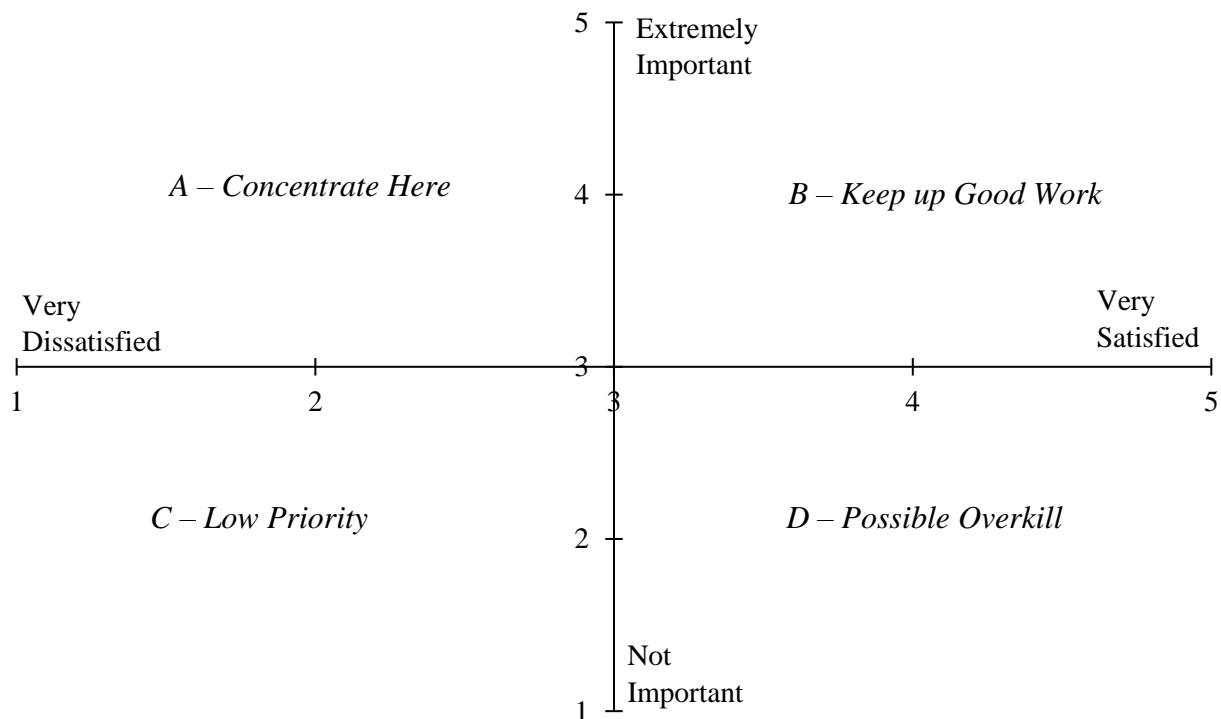 5 Extremely
Important
A – Concentrate Here
4
B – Keep up Good Work
Very
Dissatisfied
Very
Satisfied
3
1 2 3 4 5
C – Low Priority
D – Possible Overkill
2
Not
Important
1